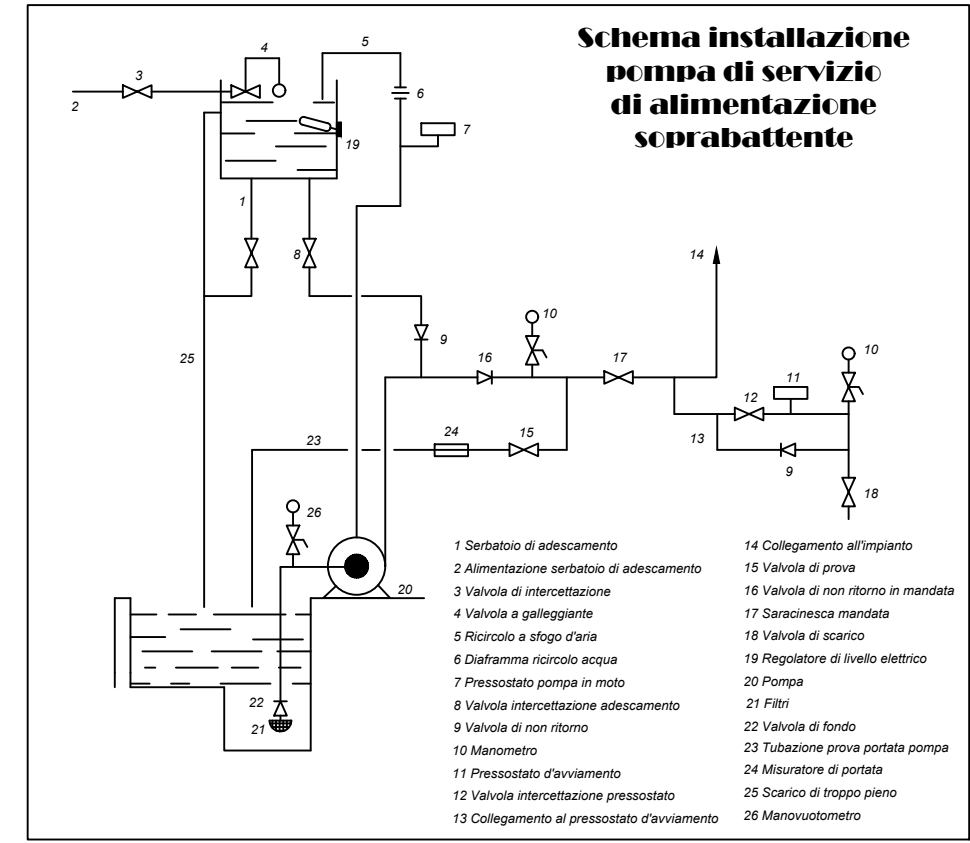 Schema installazione
pompa di servizio
di alimentazione
soprabattente
5
4
3
6
2
7
19
1
8
14
10
9
16
17
10
25
11
12
15
24
23
13
9
18
26
20
22
21
1 Serbatoio di adescamento
2 Alimentazione serbatoio di adescamento
3 Valvola di intercettazione
4 Valvola a galleggiante
5 Ricircolo a sfogo d'aria
6 Diaframma ricircolo acqua
7 Pressostato pompa in moto
8 Valvola intercettazione adescamento
9 Valvola di non ritorno
10 Manometro
11 Pressostato d'avviamento
12 Valvola intercettazione pressostato
13 Collegamento al pressostato d'avviamento
14 Collegamento all'impianto
15 Valvola di prova
16 Valvola di non ritorno in mandata
17 Saracinesca mandata
18 Valvola di scarico
19 Regolatore di livello elettrico
20 Pompa
21 Filtri
22 Valvola di fondo
23 Tubazione prova portata pompa
24 Misuratore di portata
25 Scarico di troppo pieno
26 Manovuotometro